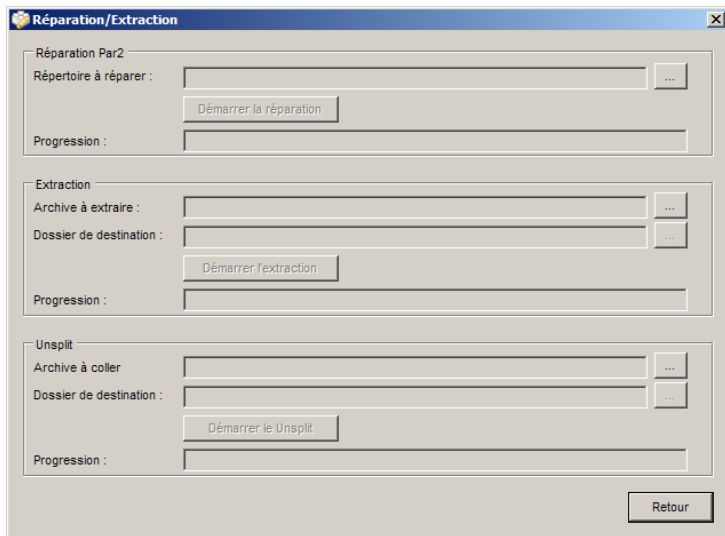 Réparation/Extraction
Réparation Par2
Répertoire à réparer :
...
Démarrer la réparation
Progression :
Extraction
Archive à extraire :
...
Dossier de destination :
...
Démarrer l'extraction
Progression :
Unsplit
Archive à coller
...
Dossier de destination :
...
Démarrer le Unsplit
Progression :
Retour